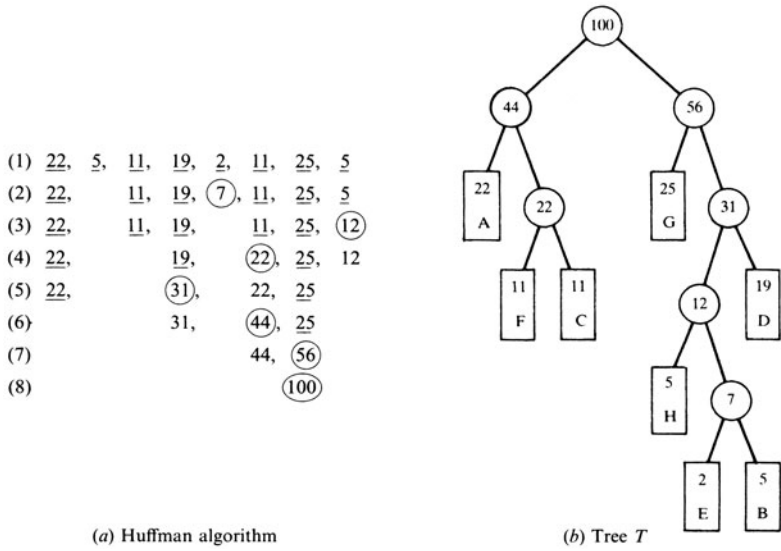 (1) 22, 5, 11, 19, 2, 11, 25, 5
(2) 22, 11, 19, 7, 11, 25, 5
(3) 22, 11, 19, 11, 25, 12
(4) 22, 19, 22, 25, 12
(5) 22, 31, 22, 25
(6) 31, 44, 25
(7) 44, 56
(8) 100
(a) Huffman algorithm
100
44 56
22 A
22
25 G
31
11 F
11 C
12
19 D
5 H
7
2 E
5 B
(b) Tree T